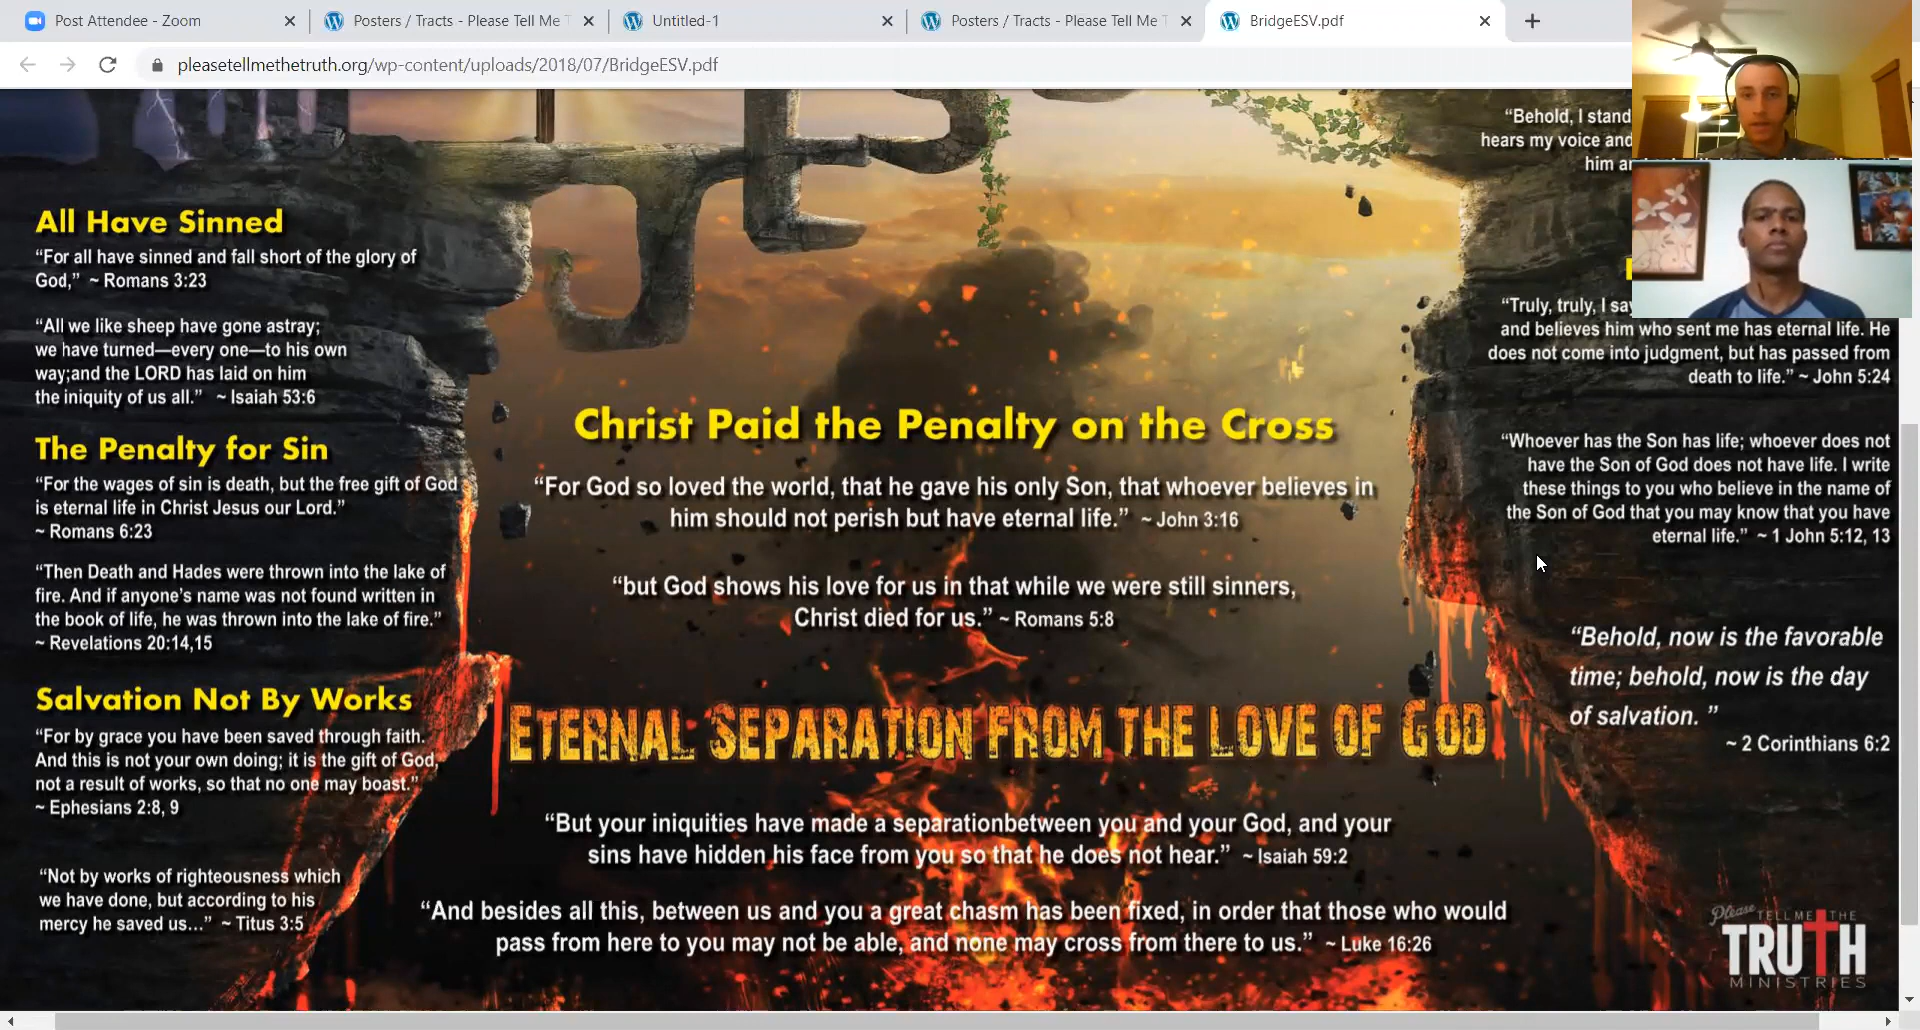 Post Attendee - Zoom
Posters / Tracts - Please Tell Me T
Untitled-1
Posters / Tracts - Please Tell Me T
BridgeESV.pdf
pleasetellmethetruth.org/wp-content/uploads/2018/07/BridgeESV.pdf
All Have Sinned
“For all have sinned and fall short of the glory of
God,” ~ Romans 3:23
“All we like sheep have gone astray;
we have turned—every one—to his own
way;and the LORD has laid on him
the iniquity of us all.” ~ Isaiah 53:6
The Penalty for Sin
“For the wages of sin is death, but the free gift of God
is eternal life in Christ Jesus our Lord.”
~ Romans 6:23
“Then Death and Hades were thrown into the lake of
fire. And if anyone’s name was not found written in
the book of life, he was thrown into the lake of fire.”
~ Revelations 20:14,15
Salvation Not By Works
“For by grace you have been saved through faith.
And this is not your own doing; it is the gift of God,
not a result of works, so that no one may boast.”
~ Ephesians 2:8, 9
“Not by works of righteousness which
we have done, but according to his
mercy he saved us...” ~ Titus 3:5
Christ Paid the Penalty on the Cross
“For God so loved the world, that he gave his only Son, that whoever believes in
him should not perish but have eternal life.” ~ John 3:16
“but God shows his love for us in that while we were still sinners,
Christ died for us.” ~ Romans 5:8
ETERNAL SEPARATION FROM THE LOVE OF GOD
“But your iniquities have made a separationbetween you and your God, and your
sins have hidden his face from you so that he does not hear.” ~ Isaiah 59:2
“And besides all this, between us and you a great chasm has been fixed, in order that those who would
pass from here to you may not be able, and none may cross from there to us.” ~ Luke 16:26
“Behold, I stand
hears my voice and
him
“Truly, truly, I say
and believes him who sent me has eternal life. He
does not come into judgment, but has passed from
death to life.” ~ John 5:24
“Whoever has the Son has life; whoever does not
have the Son of God does not have life. I write
these things to you who believe in the name of
the Son of God that you may know that you have
eternal life.” ~ 1 John 5:12, 13
“Behold, now is the favorable
time; behold, now is the day
of salvation. ”
~ 2 Corinthians 6:2
Please TELL ME THE
TRUTH
MINISTRIES